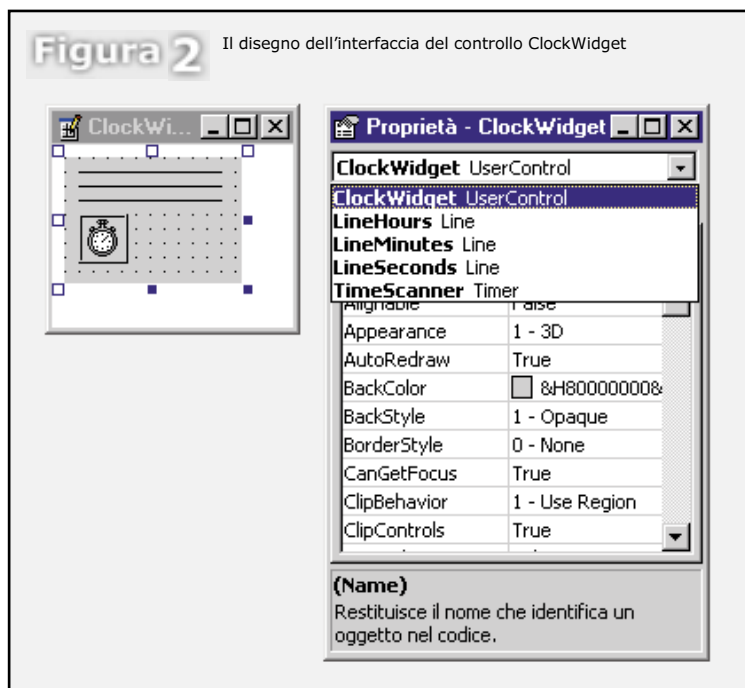 Figura 2
Il disegno dell'interfaccia del controllo ClockWidget
ClockWi...
Proprietà - ClockWidget
ClockWidget UserControl
ClockWidget UserControl
LineHours Line
LineMinutes Line
LineSeconds Line
TimeScanner Timer
Alignable False
Appearance 1 - 3D
AutoRedraw True
BackColor &H80000000&
BackStyle 1 - Opaque
BorderStyle 0 - None
CanGetFocus True
ClipBehavior 1 - Use Region
ClipControls True
(Name)
Restituisce il nome che identifica un
oggetto nel codice.